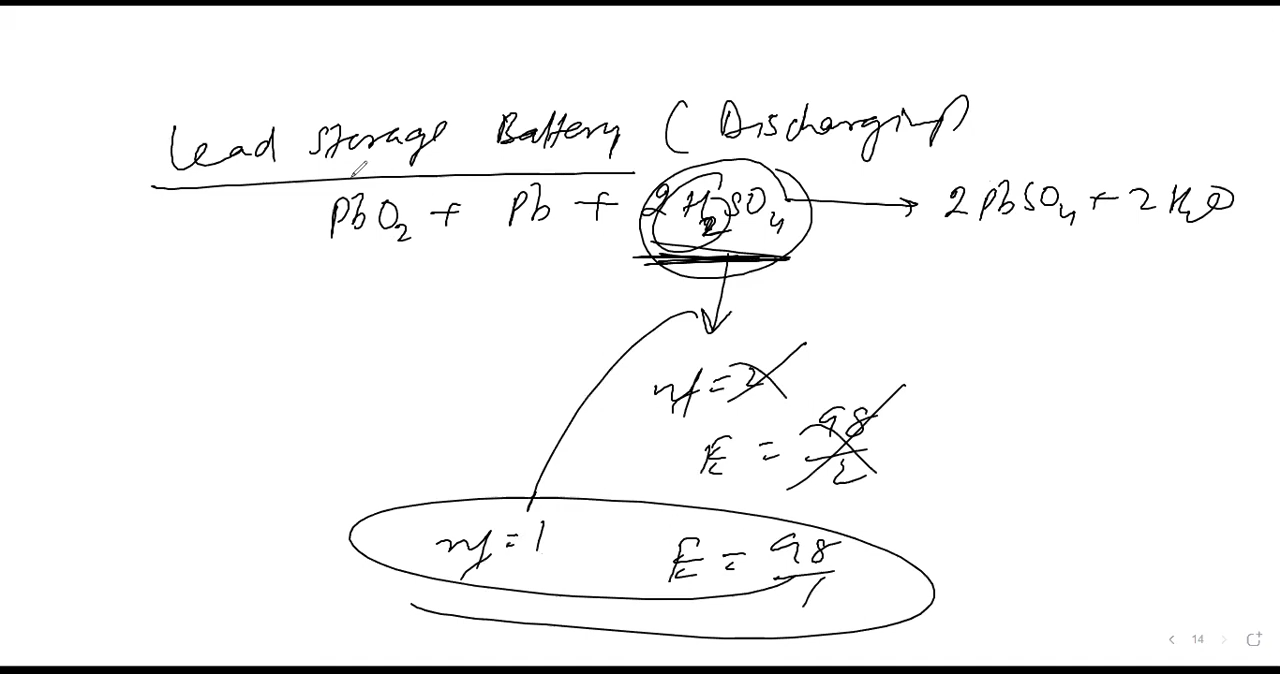 Lead Storage Battery (Discharging)
PbO₂ + Pb + 2H₂SO₄ → 2PbSO₄ + 2H₂O
nf = 2
E = 98/2
nf = 1 E = 98/1
< 14 >